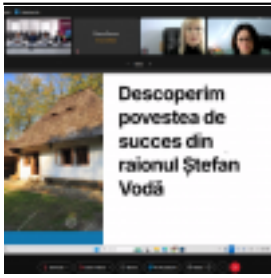 Descoperim
povestea de
succes din
raionul Ștefan
Vodă